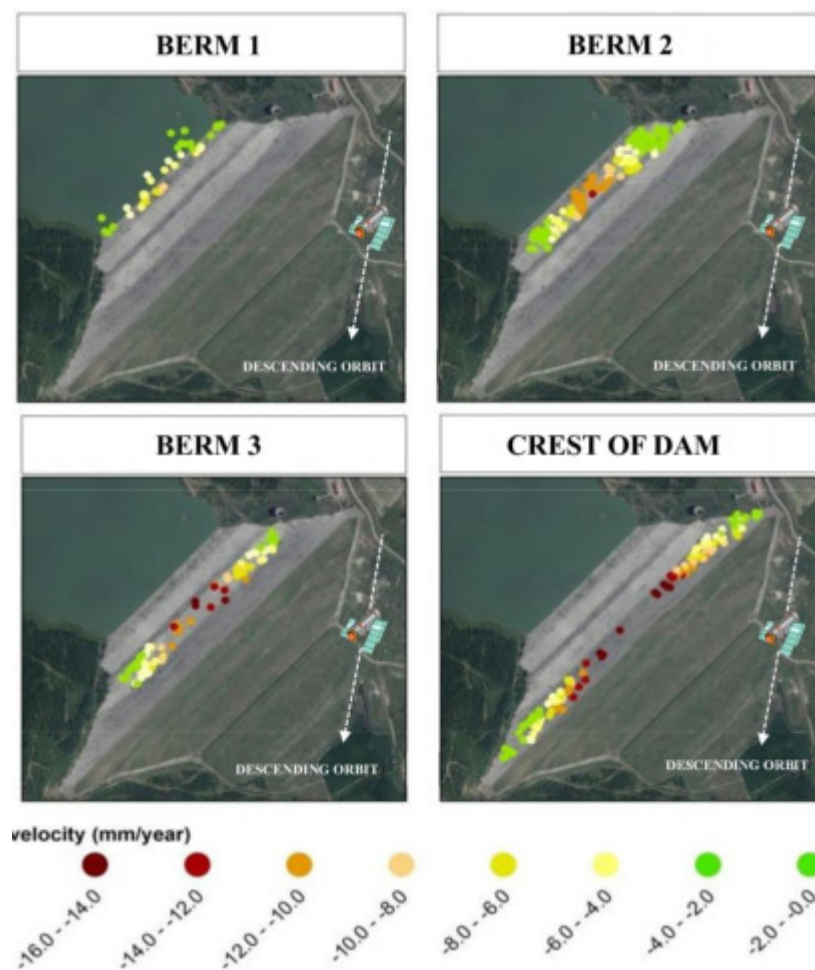 BERM 1
BERM 2
DESCENDING ORBIT
DESCENDING ORBIT
BERM 3
CREST OF DAM
DESCENDING ORBIT
DESCENDING ORBIT
velocity (mm/year)
-16.0 - -14.0
-14.0 - -12.0
-12.0 - -10.0
-10.0 - -8.0
-8.0 - -6.0
-6.0 - -4.0
-4.0 - -2.0
-2.0 - -0.0